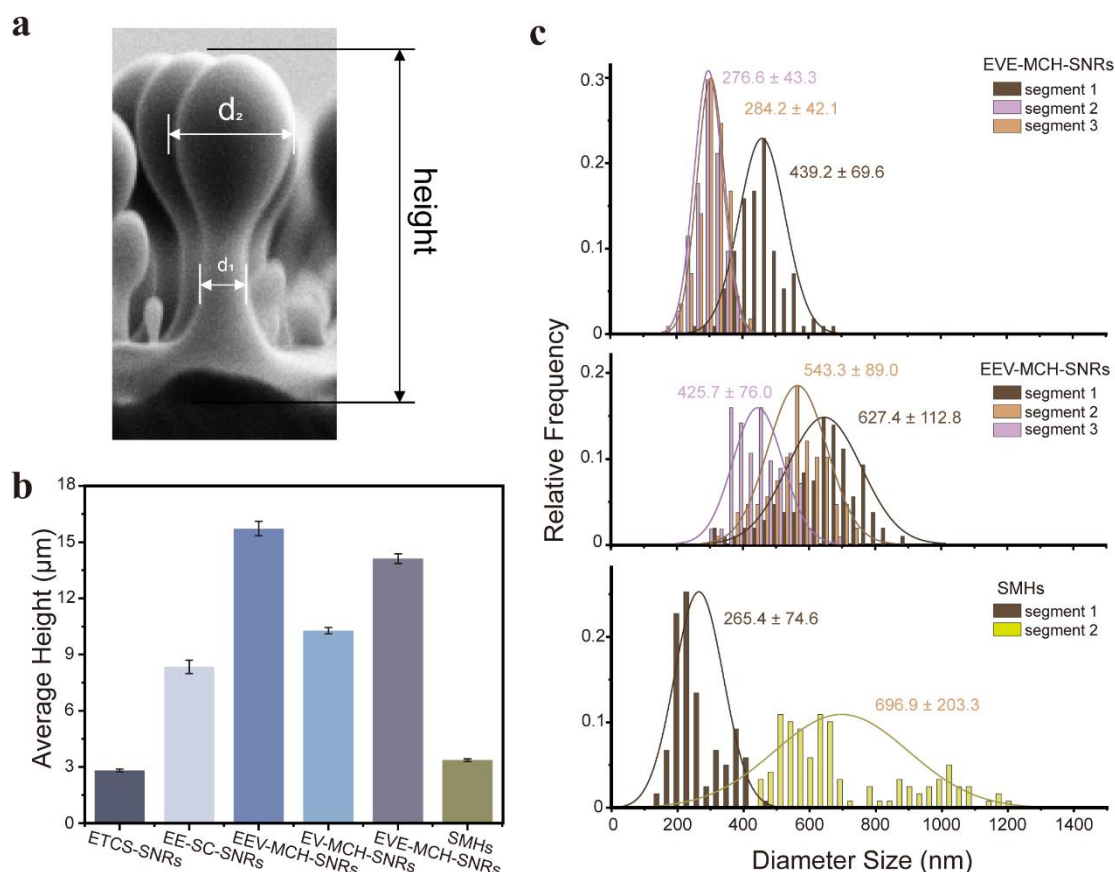 a
d₂
d₁
height
b
Average Height (μm)
18
15
12
9
6
3
0
ETCS-SNRs
EE-SC-SNRs
EEV-MCH-SNRs
EV-MCH-SNRs
EVE-MCH-SNRs
SMHs
c
Relative Frequency
0.3
0.2
0.1
0
276.6 ± 43.3
284.2 ± 42.1
439.2 ± 69.6
EVE-MCH-SNRs
segment 1
segment 2
segment 3
0.2
0.1
0
425.7 ± 76.0
543.3 ± 89.0
627.4 ± 112.8
EEV-MCH-SNRs
segment 1
segment 2
segment 3
0.2
0.1
0
265.4 ± 74.6
696.9 ± 203.3
SMHs
segment 1
segment 2
0 200 400 600 800 1000 1200 1400
Diameter Size (nm)